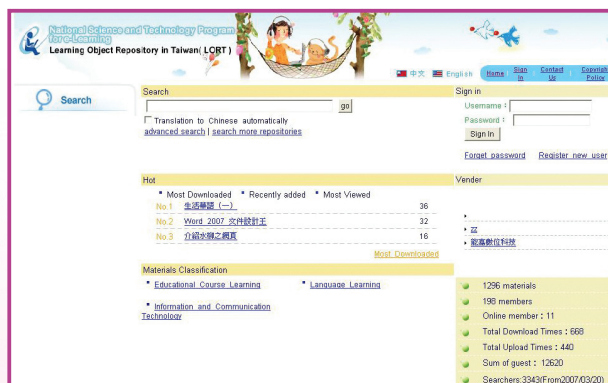 National Science and Technology Program
for e-Learning
Learning Object Repository in Taiwan( LORT )
中文 English Home Sign In Contact Us Copyright Policy
Search
Search
go
Translation to Chinese automatically
advanced search | search more repositories
Sign in
Username :
Password :
Sign In
Forget password Register new user
Hot
Most Downloaded Recently added Most Viewed
No.1 生活華語 (一) 36
No.2 Word 2007 文件設計王 32
No.3 介紹水柳之網頁 16
Most Downloaded
Vender
zz
龍嘉數位科技
Materials Classification
Educational Course Learning Language Learning
Information and Communication
Technology
1296 materials
198 members
Online member : 11
Total Download Times : 668
Total Upload Times : 440
Sum of guest : 12620
Searchers:3343(From2007/03/20)